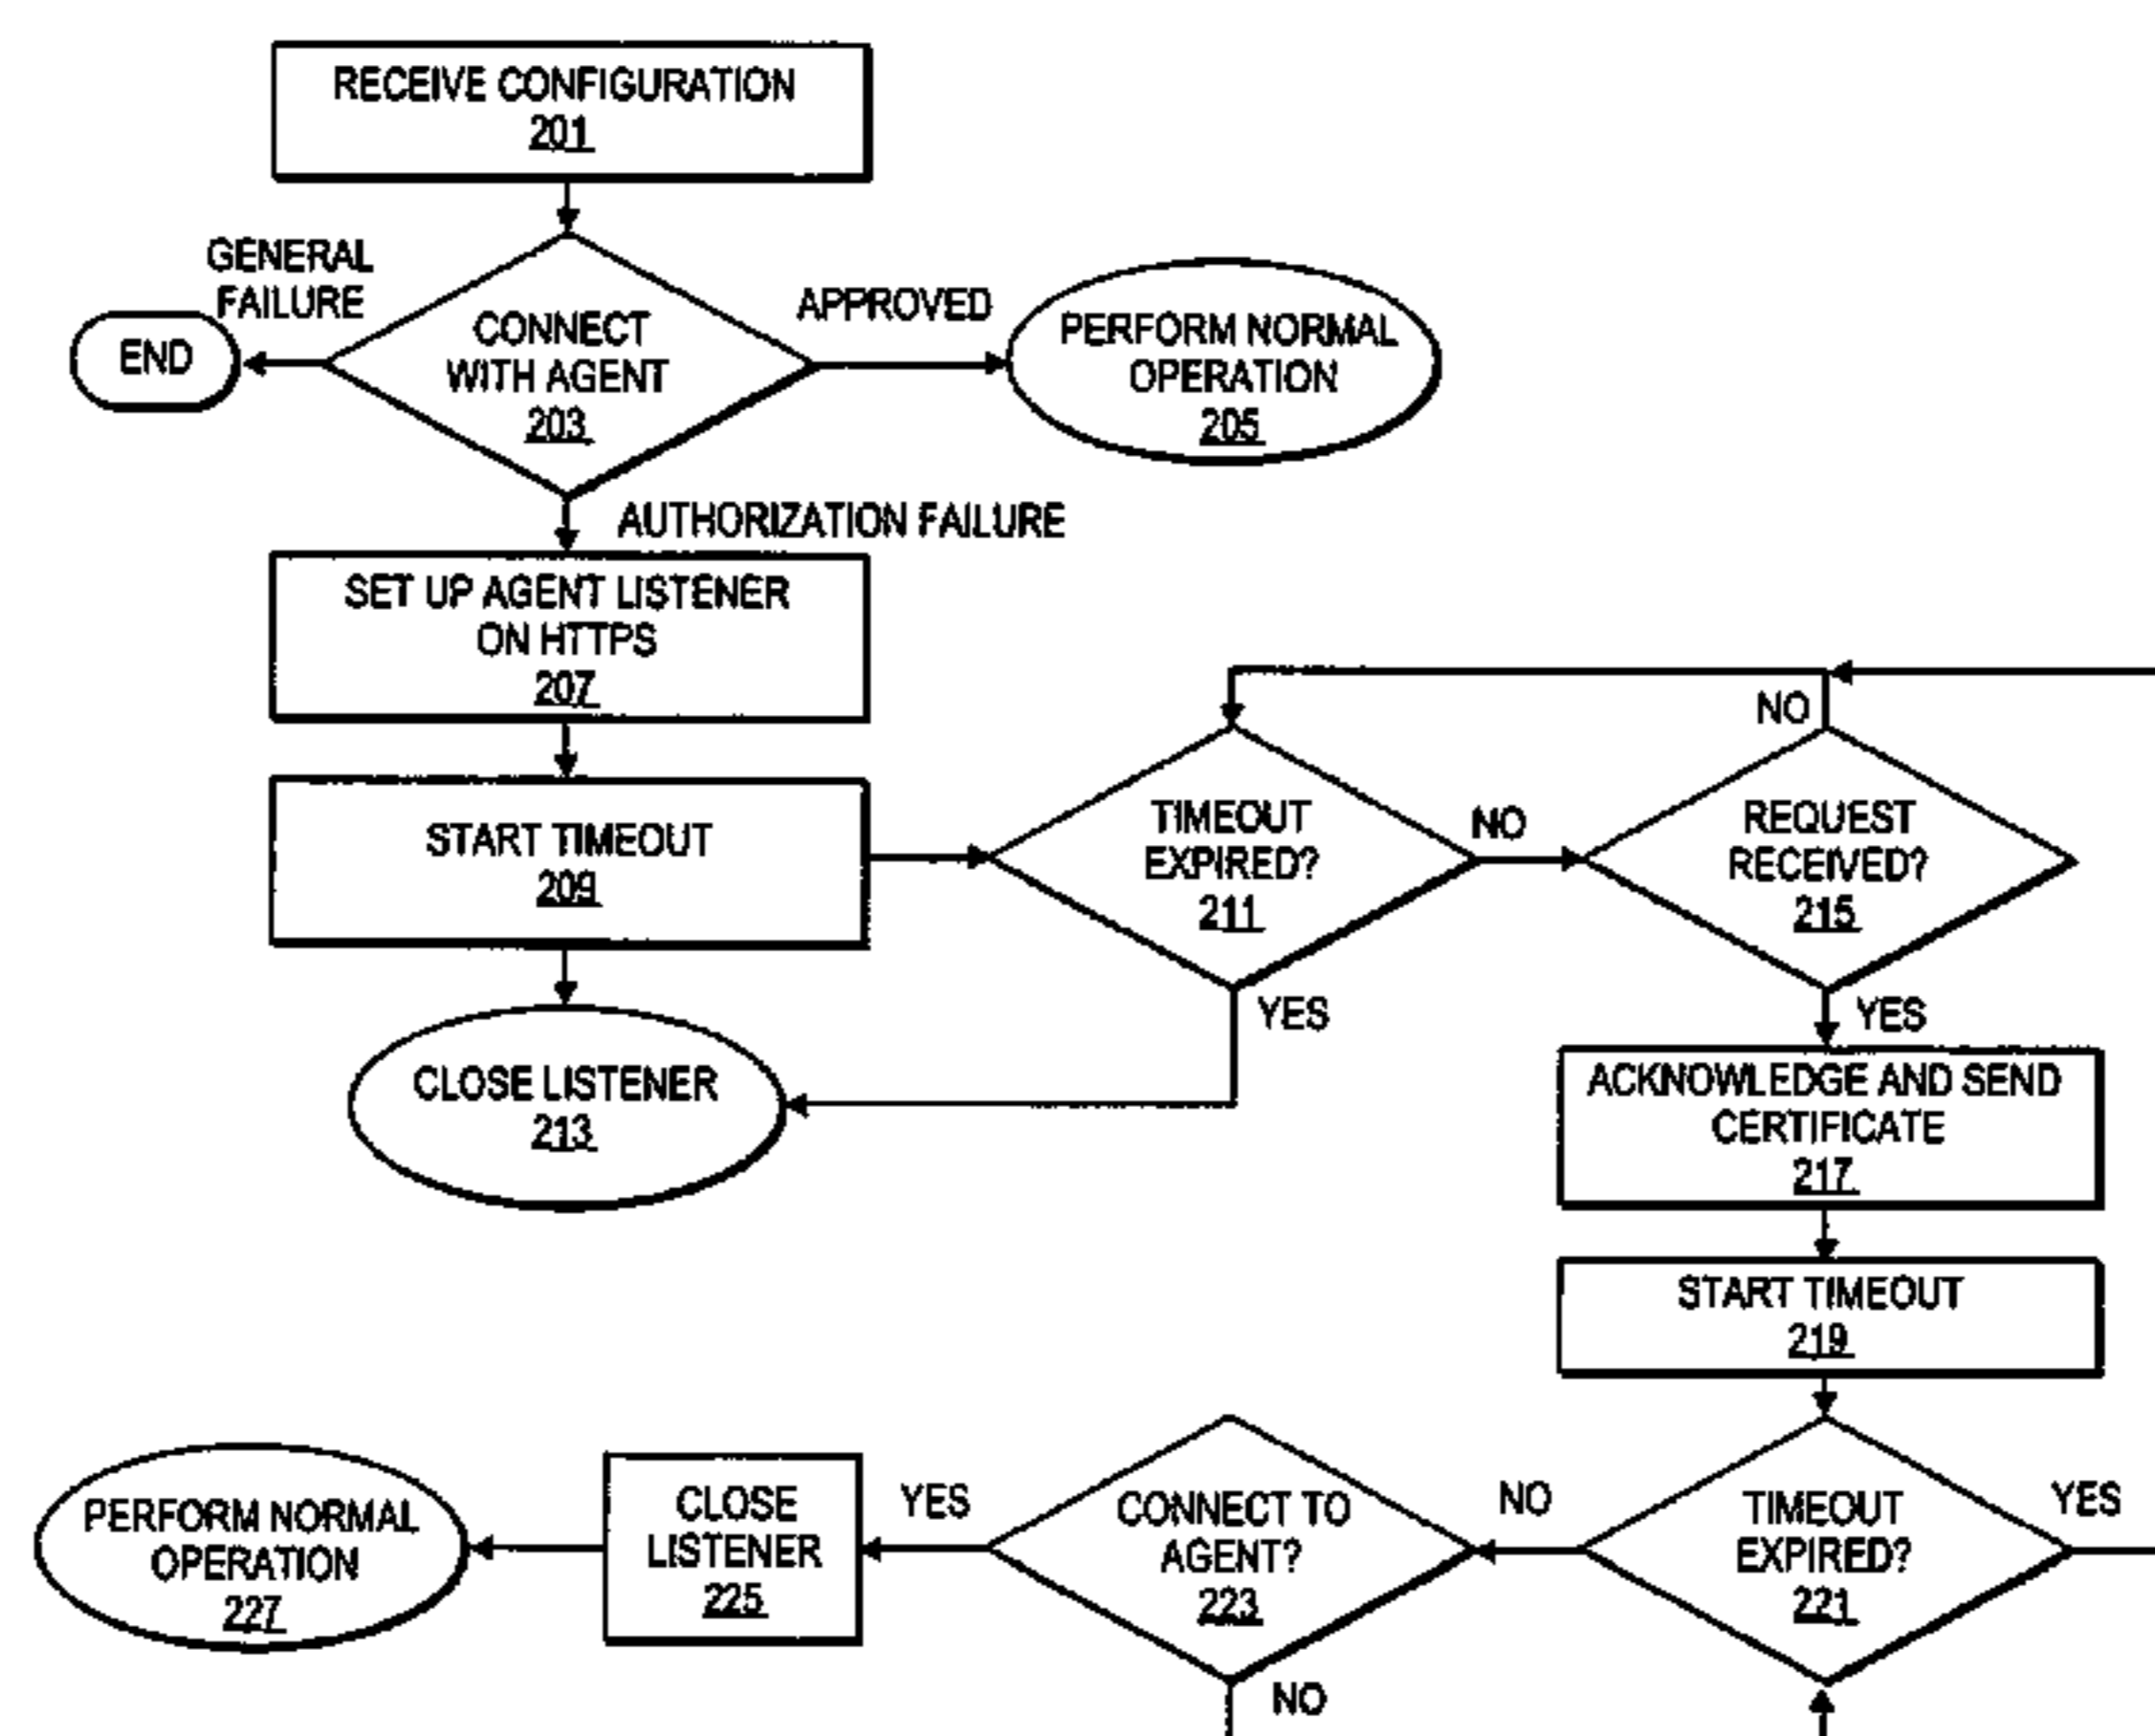 RECEIVE CONFIGURATION
201
GENERAL
FAILURE
END
CONNECT
WITH AGENT
203
APPROVED
PERFORM NORMAL
OPERATION
205
AUTHORIZATION FAILURE
SET UP AGENT LISTENER
ON HTTPS
207
START TIMEOUT
209
TIMEOUT
EXPIRED?
211
NO
REQUEST
RECEIVED?
215
NO
YES
CLOSE LISTENER
213
YES
ACKNOWLEDGE AND SEND
CERTIFICATE
217
START TIMEOUT
219
TIMEOUT
EXPIRED?
221
YES
NO
CONNECT TO
AGENT?
223
NO
YES
CLOSE
LISTENER
225
PERFORM NORMAL
OPERATION
227